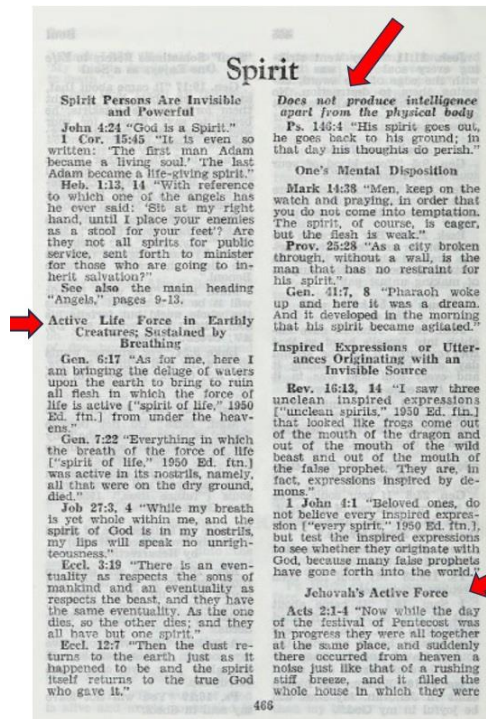 Spirit
Spirit Persons Are Invisible
and Powerful
John 4:24 "God is a Spirit."
1 Cor. 15:45 "It is even so
written: 'The first man Adam
became a living soul.' The last
Adam became a life-giving spirit."
Heb. 1:13, 14 "With reference
to which one of the angels has
he ever said: 'Sit at my right
hand, until I place your enemies
as a stool for your feet'? Are
they not all spirits for public
service, sent forth to minister
for those who are going to in-
herit salvation?"
See also the main heading
"Angels," pages 9-13.
Active Life Force in Earthly
Creatures; Sustained by
Breathing
Gen. 6:17 "As for me, here I
am bringing the deluge of waters
upon the earth to bring to ruin
all flesh in which the force of
life is active ["spirit of life," 1950
Ed. ftn.] from under the heav-
ens."
Gen. 7:22 "Everything in which
the breath of the force of life
["spirit of life," 1950 Ed. ftn.]
was active in its nostrils, namely,
all that were on the dry ground,
died."
Job 27:3, 4 "While my breath
is yet whole within me, and the
spirit of God is in my nostrils,
my lips will speak no unrigh-
teousness."
Eccl. 3:19 "There is an even-
tuality as respects the sons of
mankind and an eventuality as
respects the beast, and they have
the same eventuality. As the one
dies, so the other dies; and they
all have but one spirit."
Eccl. 12:7 "Then the dust re-
turns to the earth just as it
happened to be and the spirit
itself returns to the true God
who gave it."
Does not produce intelligence
apart from the physical body
Ps. 146:4 "His spirit goes out,
he goes back to his ground; in
that day his thoughts do perish."
One's Mental Disposition
Mark 14:38 "Men, keep on the
watch and praying, in order that
you do not come into temptation.
The spirit, of course, is eager,
but the flesh is weak."
Prov. 25:28 "As a city broken
through, without a wall, is the
man that has no restraint for
his spirit."
Gen. 41:7, 8 "Pharaoh woke
up and here it was a dream.
And it developed in the morning
that his spirit became agitated."
Inspired Expressions or Utter-
ances Originating with an
Invisible Source
Rev. 16:13, 14 "I saw three
unclean inspired expressions
["unclean spirits," 1950 Ed. ftn.]
that looked like frogs come out
of the mouth of the dragon and
out of the mouth of the wild
beast and out of the mouth of
the false prophet. They are, in
fact, expressions inspired by de-
mons."
1 John 4:1 "Beloved ones, do
not believe every inspired expres-
sion ["every spirit," 1950 Ed. ftn.],
but test the inspired expressions
to see whether they originate with
God, because many false prophets
have gone forth into the world."
Jehovah's Active Force
Acts 2:1-4 "Now while the day
of the festival of Pentecost was
in progress they were all together
at the same place, and suddenly
there occurred from heaven a
noise just like that of a rushing
stiff breeze, and it filled the
whole house in which they were
466